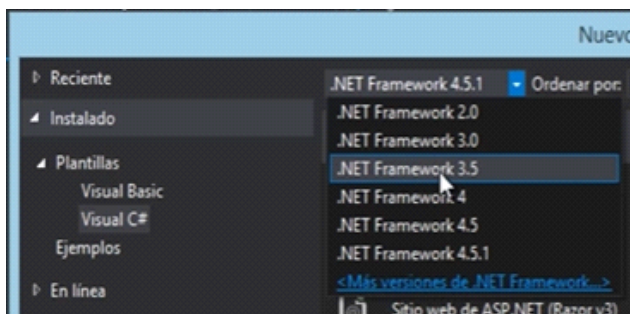 Nuevo
Reciente
.NET Framework 4.5.1
Ordenar por:
Instalado
.NET Framework 2.0
.NET Framework 3.0
Plantillas
.NET Framework 3.5
Visual Basic
.NET Framework 4
Visual C#
.NET Framework 4.5
Ejemplos
.NET Framework 4.5.1
<Más versiones de .NET Framework...>
En línea
Sitio web de ASP.NET (Razor v3)